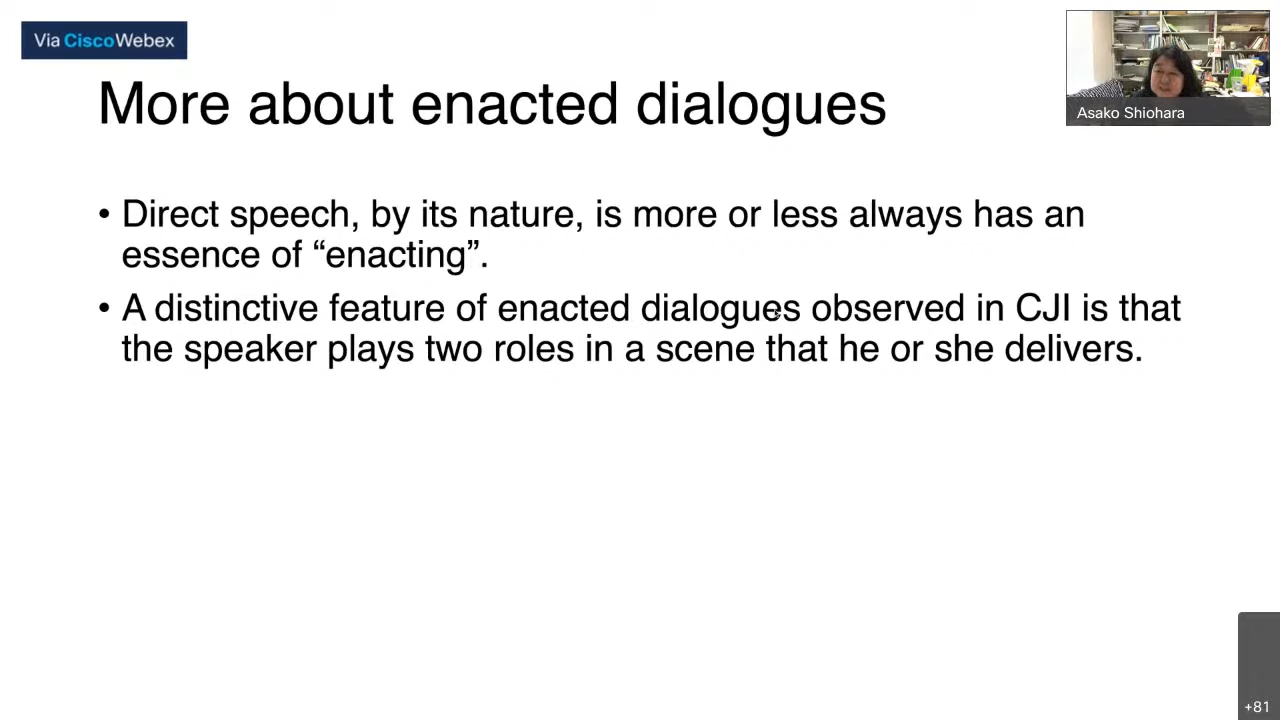 Via CiscoWebex
Asako Shiohara
More about enacted dialogues
• Direct speech, by its nature, is more or less always has an
essence of “enacting”.
• A distinctive feature of enacted dialogues observed in CJI is that
the speaker plays two roles in a scene that he or she delivers.
+81